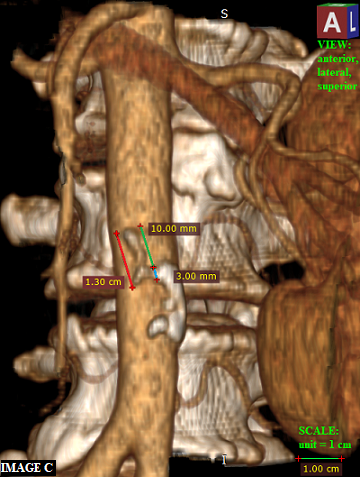 S
A L
VIEW:
anterior,
lateral,
superior
10.00 mm
3.00 mm
1.30 cm
SCALE:
unit = 1 cm
1.00 cm
I
IMAGE C